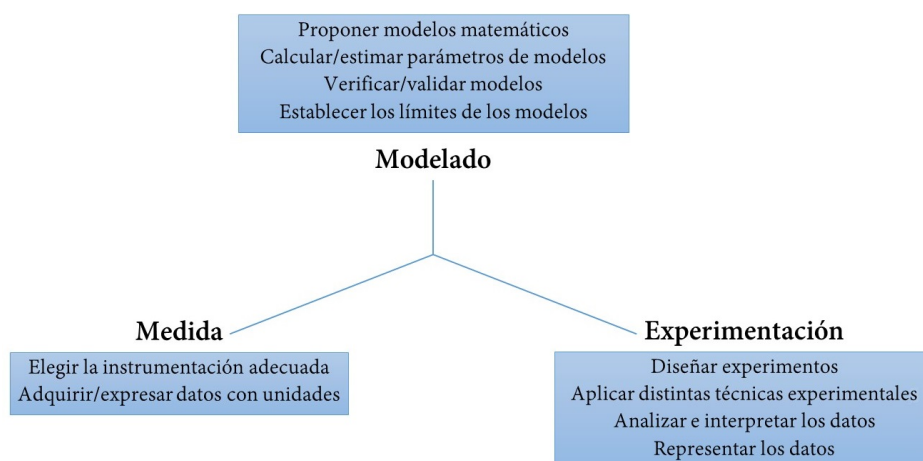 Proponer modelos matemáticos
Calcular/estimar parámetros de modelos
Verificar/validar modelos
Establecer los límites de los modelos
Modelado
Medida
Elegir la instrumentación adecuada
Adquirir/expresar datos con unidades
Experimentación
Diseñar experimentos
Aplicar distintas técnicas experimentales
Analizar e interpretar los datos
Representar los datos